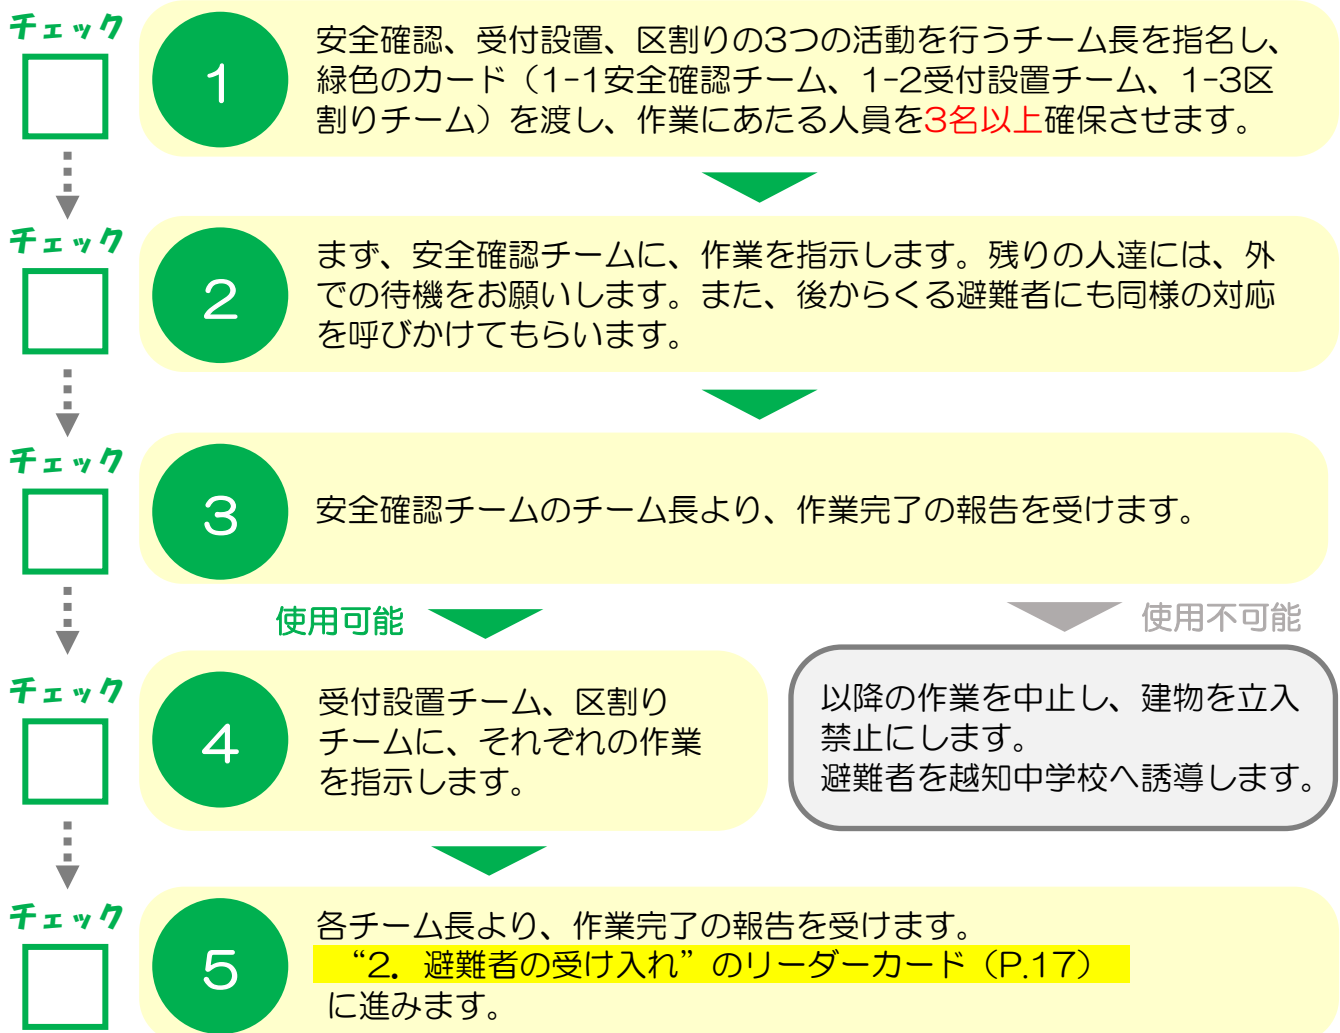 チェック
1
安全確認、受付設置、区割りの3つの活動を行うチーム長を指名し、
緑色のカード（1-1安全確認チーム、1-2受付設置チーム、1-3区
割りチーム）を渡し、作業にあたる人員を3名以上確保させます。
チェック
2
まず、安全確認チームに、作業を指示します。残りの人達には、外
での待機をお願いします。また、後からくる避難者にも同様の対応
を呼びかけてもらいます。
チェック
3
安全確認チームのチーム長より、作業完了の報告を受けます。
使用可能
使用不可能
チェック
4
受付設置チーム、区割り
チームに、それぞれの作業
を指示します。
以降の作業を中止し、建物を立入
禁止にします。
避難者を越知中学校へ誘導します。
チェック
5
各チーム長より、作業完了の報告を受けます。
“2．避難者の受け入れ”のリーダーカード（P.17）
に進みます。